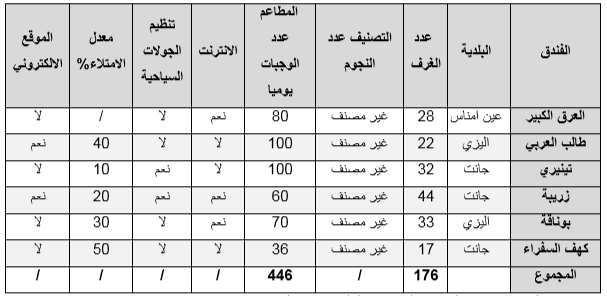 الفندق | البلدية | عدد الغرف | التصنيف عدد النجوم | المطاعم عدد الوجبات يوميا | الانترنت | تنظيم الجولات السياحية | معدل الامتلاء% | الموقع الالكتروني
العرق الكبير | عين امناس | 28 | غير مصنف | 80 | نعم | لا | / | لا
طالب العربي | اليزي | 22 | غير مصنف | 100 | لا | لا | 40 | نعم
تينيري | جانت | 32 | غير مصنف | 100 | لا | نعم | 10 | لا
زريبة | جانت | 44 | غير مصنف | 60 | نعم | نعم | 20 | نعم
بوناقة | اليزي | 33 | غير مصنف | 70 | نعم | لا | 30 | لا
كهف السفراء | جانت | 17 | غير مصنف | 36 | لا | لا | 50 | لا
المجموع | 176 | / | 446 | / | / | / | /